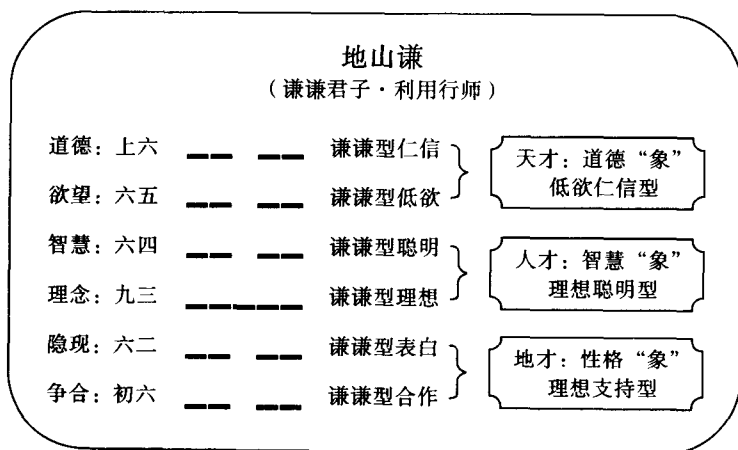 地山谦
（谦谦君子·利用行师）
道德：上六 谦谦型仁信
欲望：六五 谦谦型低欲
天才：道德“象”
低欲仁信型
智慧：六四 谦谦型聪明
理念：九三 谦谦型理想
人才：智慧“象”
理想聪明型
隐现：六二 谦谦型表白
争合：初六 谦谦型合作
地才：性格“象”
理想支持型